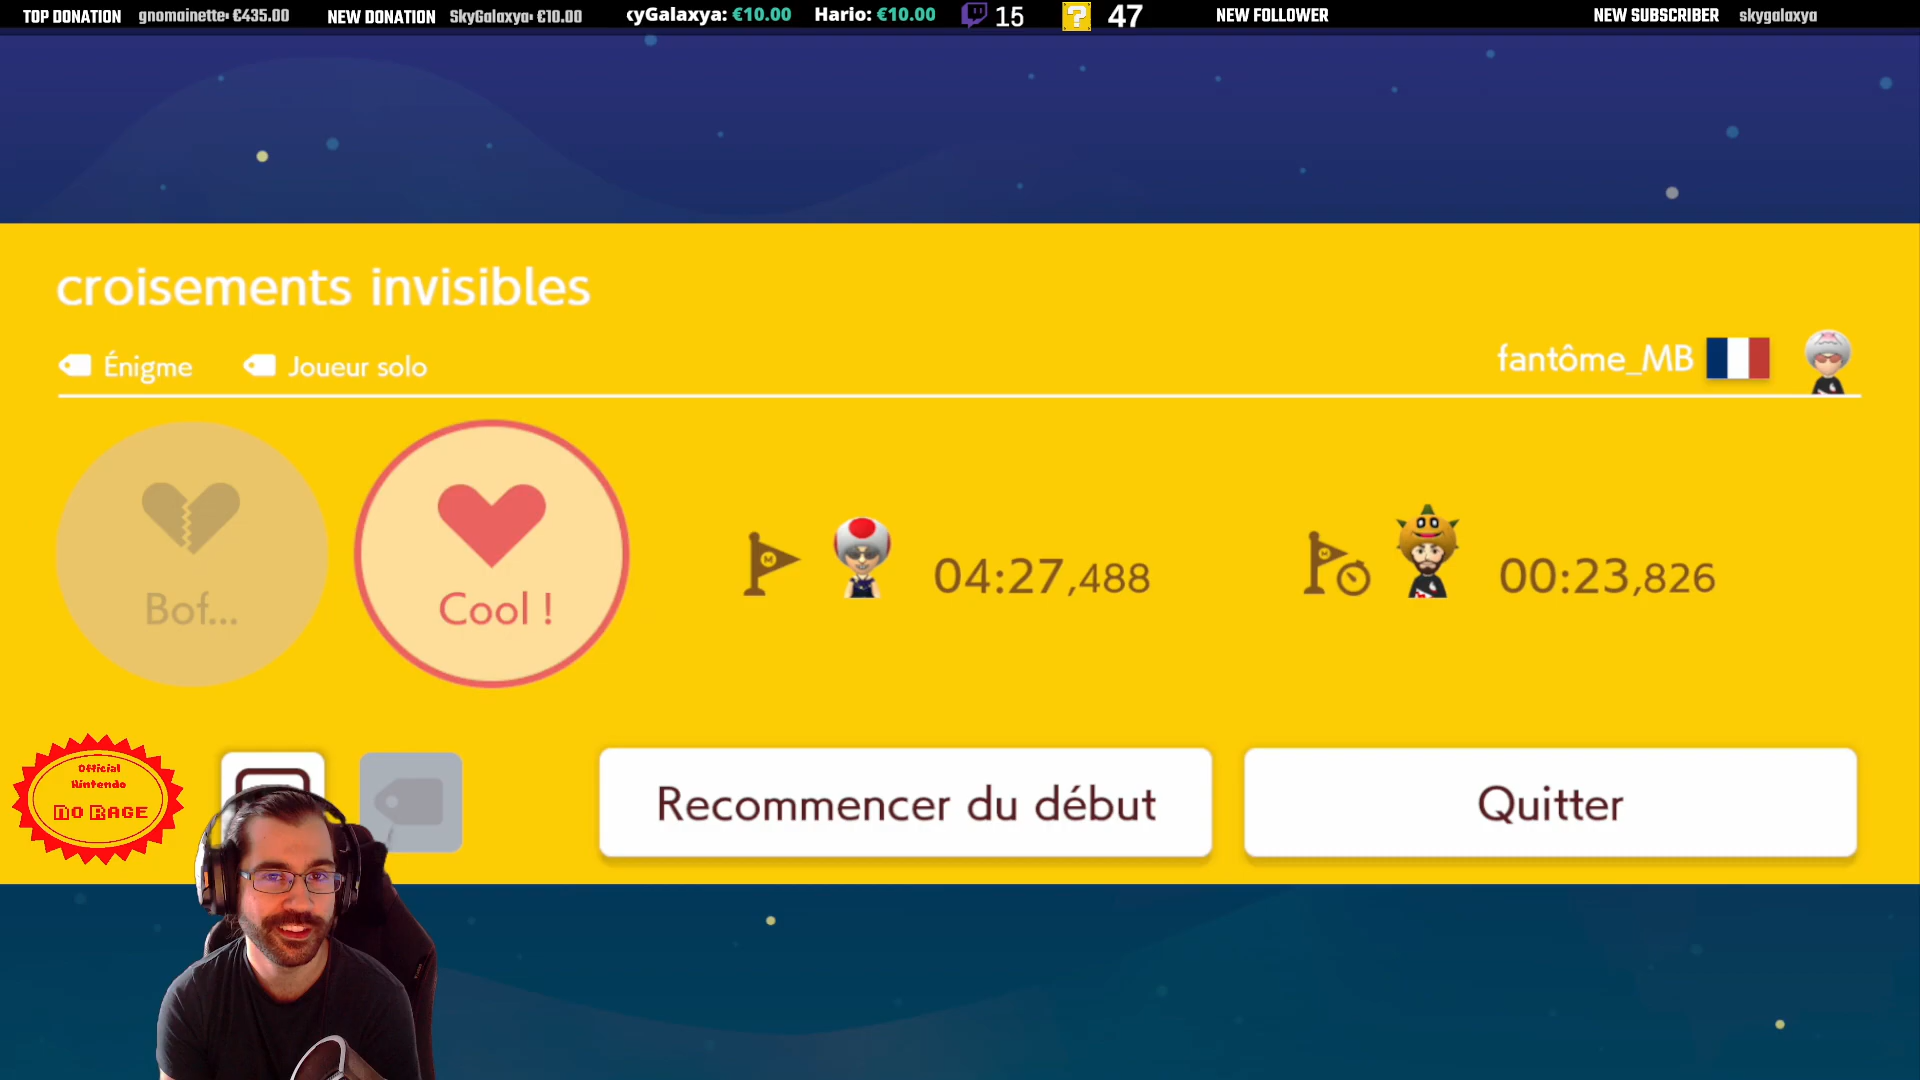 TOP DONATION gnomainette: €435.00 NEW DONATION SkyGalaxya: €10.00 kyGalaxya: €10.00 Hario: €10.00 15 ? 47 NEW FOLLOWER NEW SUBSCRIBER skygalaxya
croisements invisibles
Énigme Joueur solo
fantôme_MB
Bof...
Cool !
M 04:27,488
M 00:23,826
Official
Nintendo
NO RAGE
Recommencer du début
Quitter